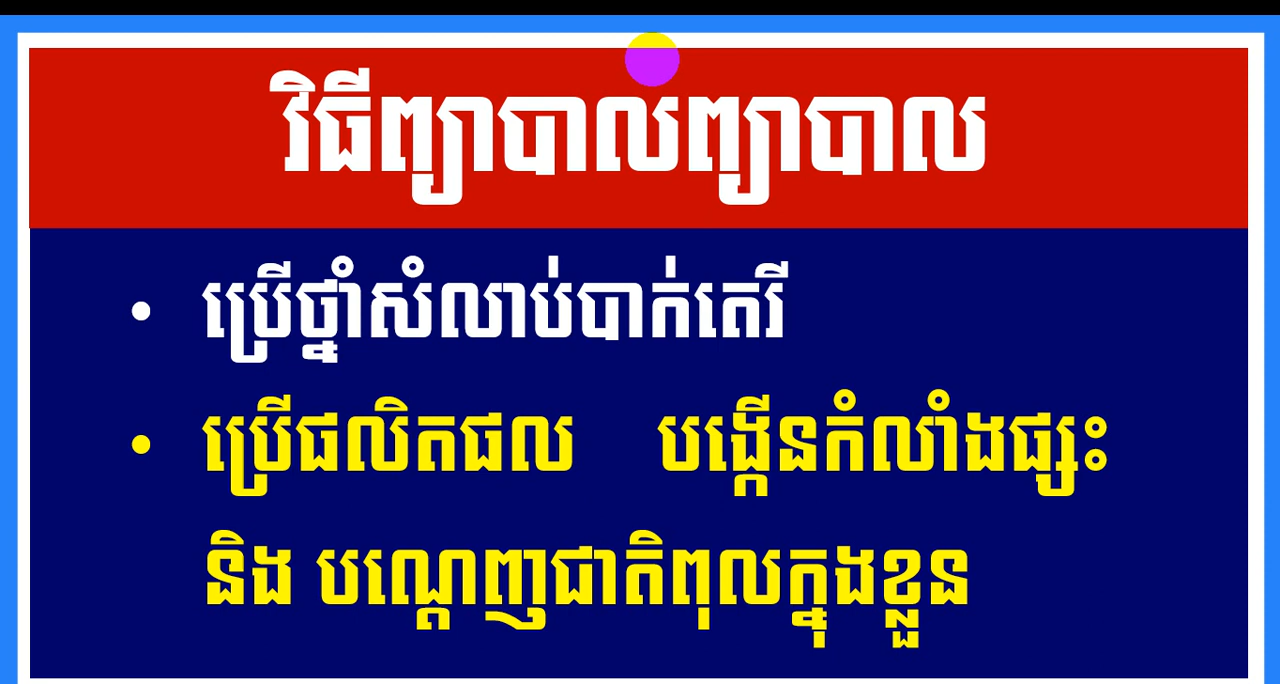 វិធីព្យាបាលព្យាបាល
• ប្រើថ្នាំសំលាប់បាក់តេរី
• ប្រើផលិតផល បង្កើនកំលាំងផ្សះ
និង បណ្តេញជាតិពុលក្នុងខ្លួន